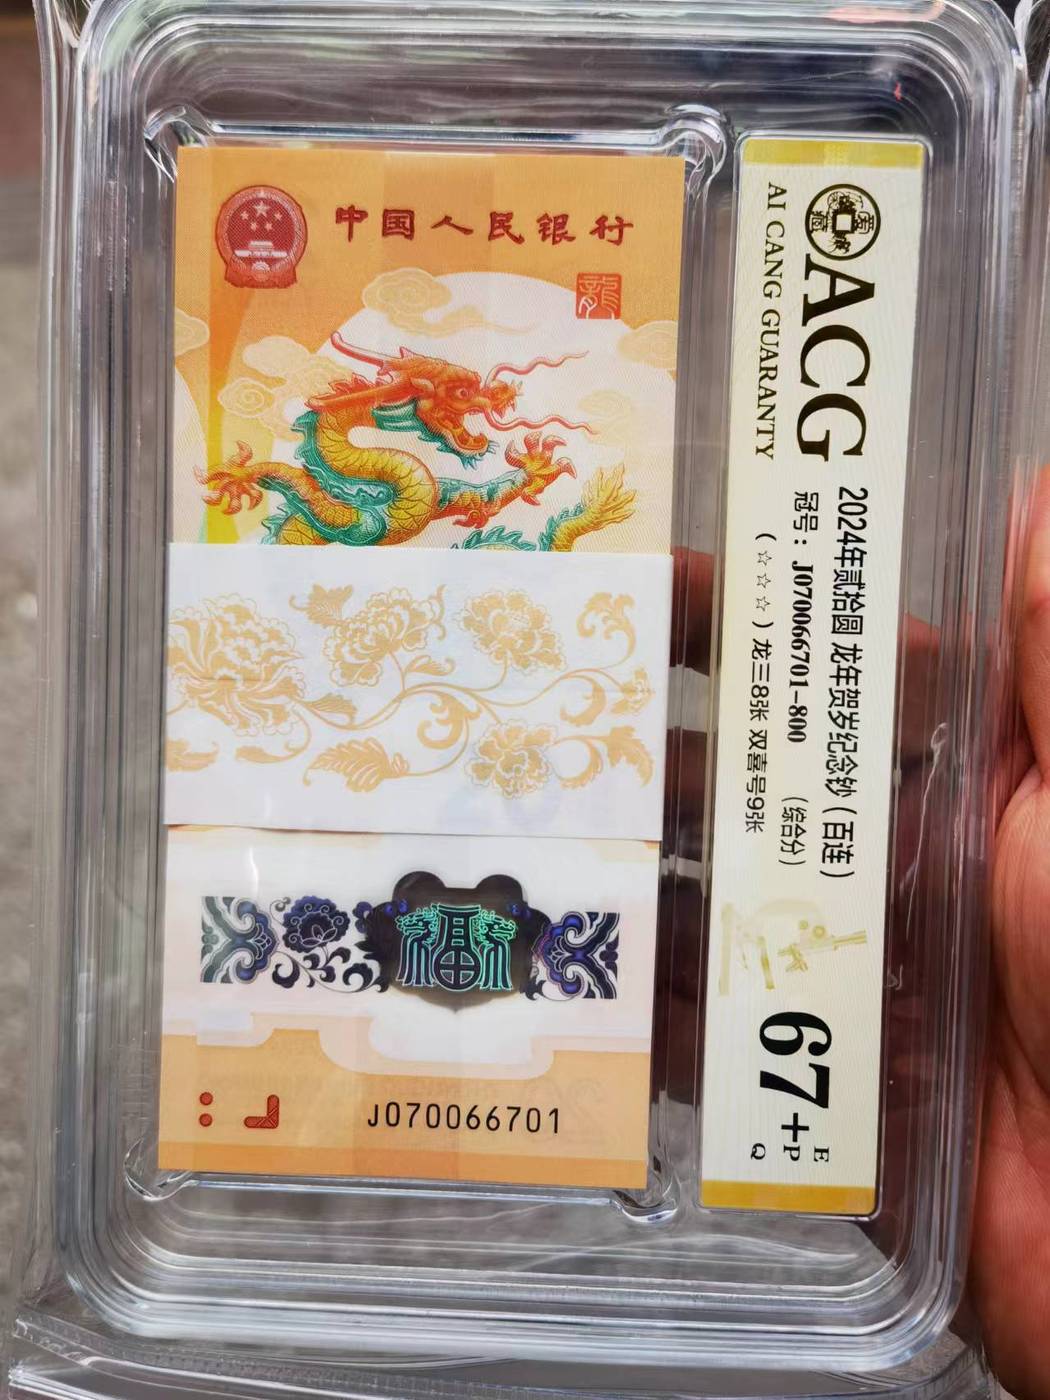 中国人民银行
龍
福
J070066701
ACG
AI CANG GUARANTY
2024年贰拾圆 龙年贺岁纪念钞（百连）
冠号：J070066701-800 （综合分）
（☆☆☆）龙三8张 双喜号9张
67+
E
P
Q